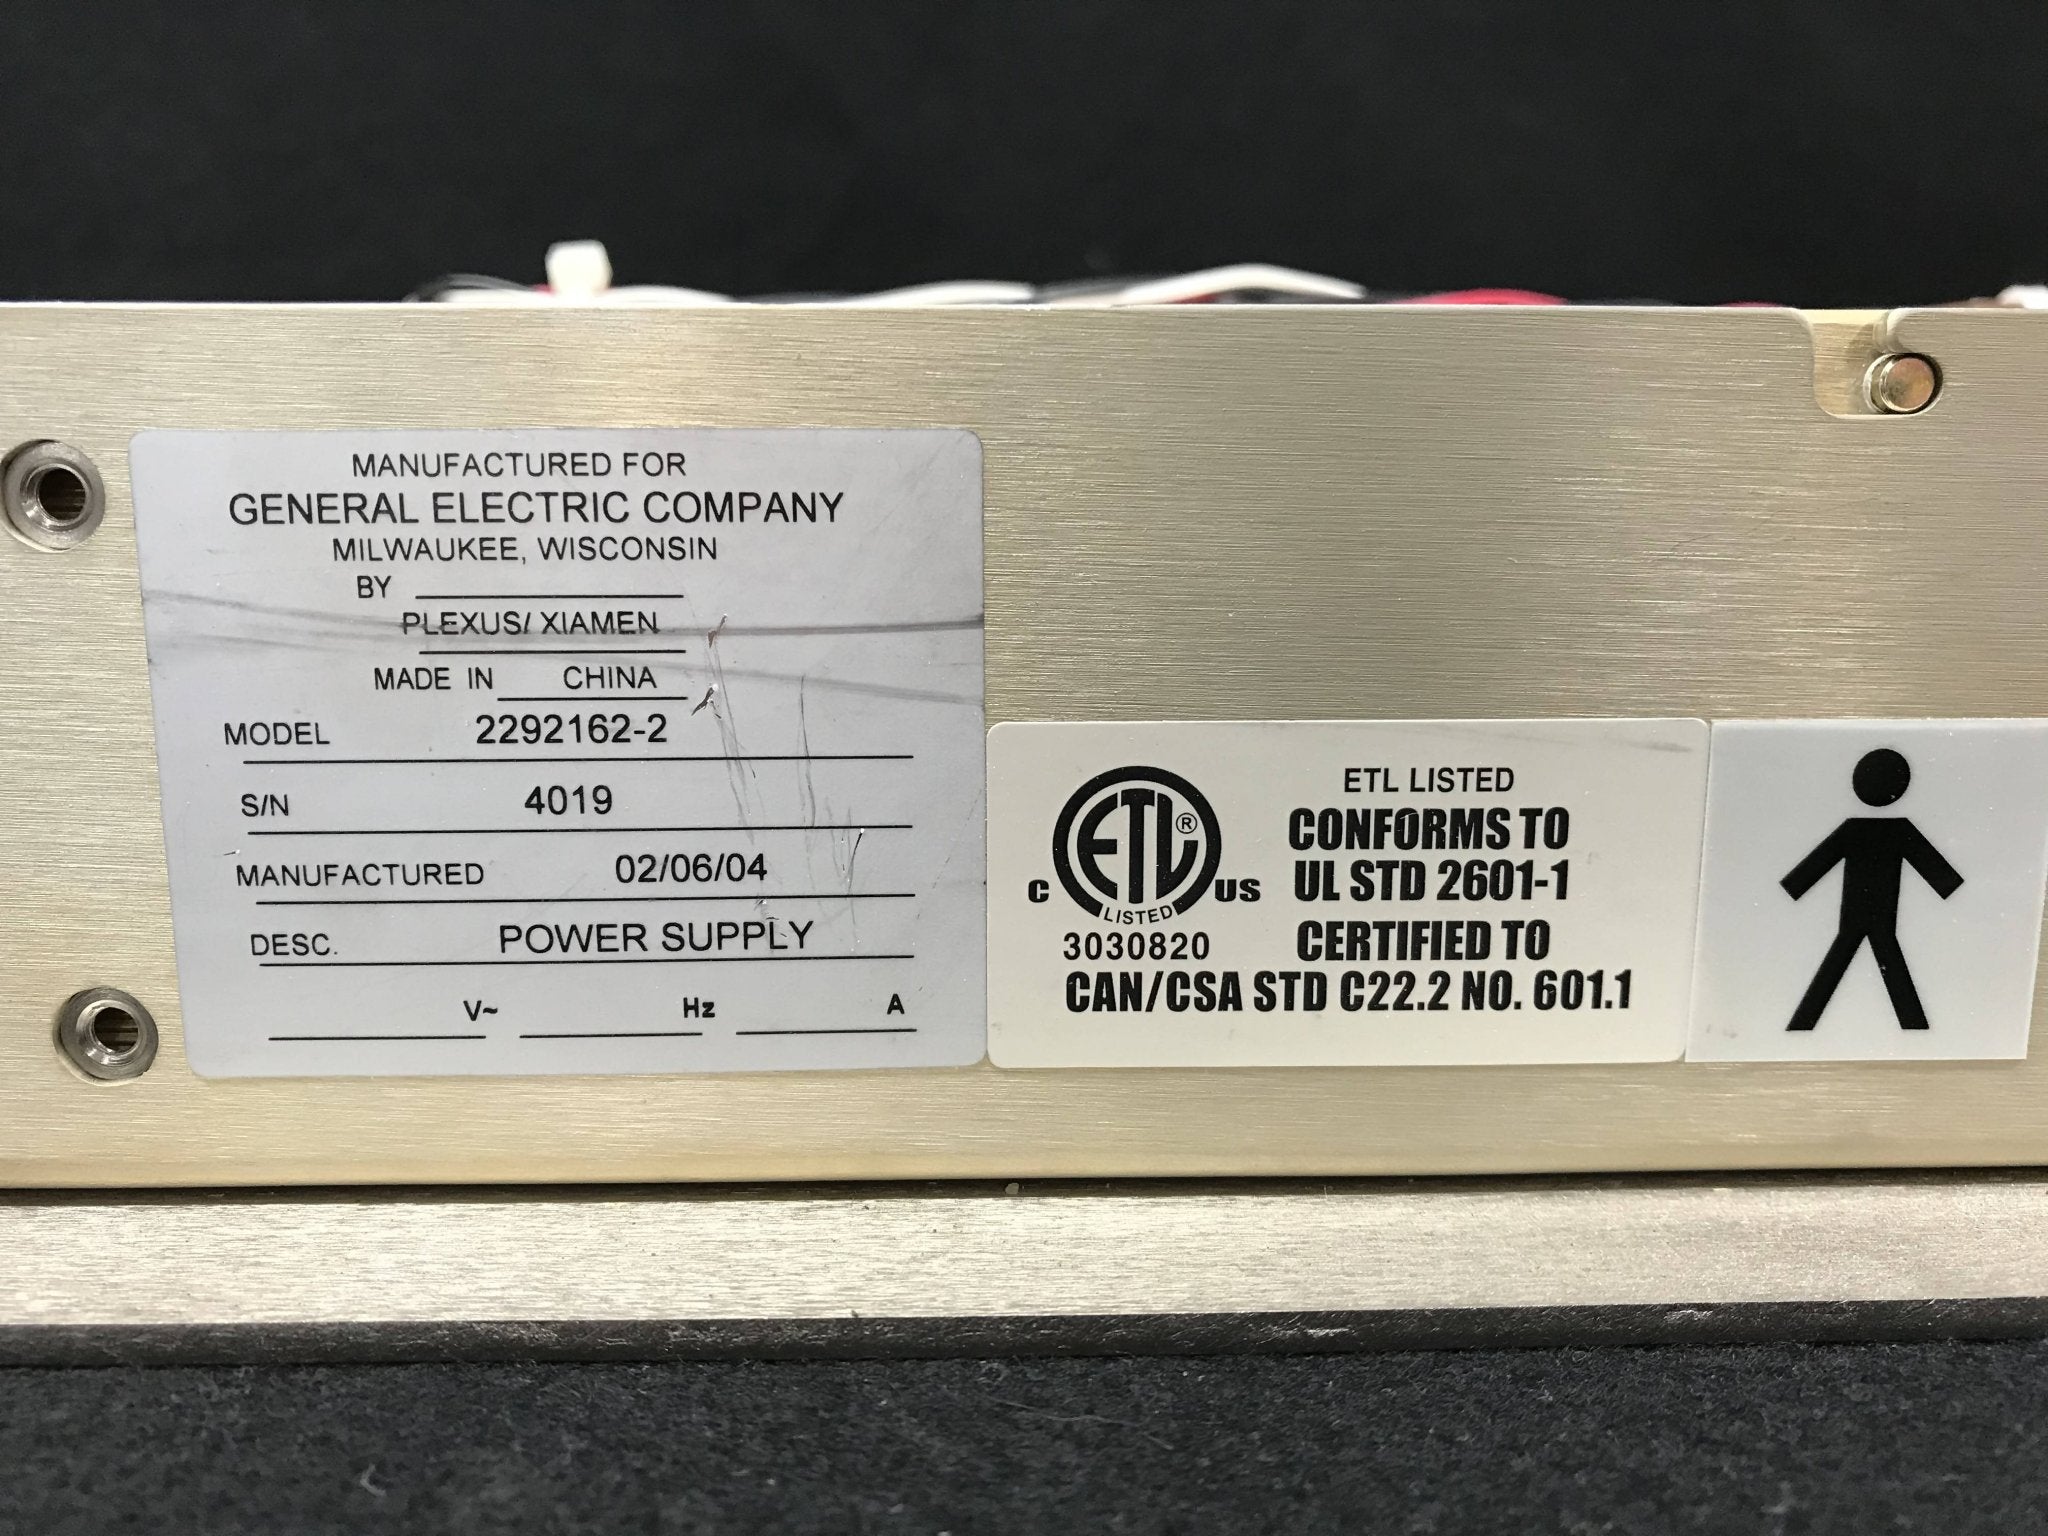 MANUFACTURED FOR
GENERAL ELECTRIC COMPANY
MILWAUKEE, WISCONSIN
BY
PLEXUS/ XIAMEN
MADE IN CHINA
MODEL 2292162-2
S/N 4019
MANUFACTURED 02/06/04
DESC. POWER SUPPLY
V~ Hz A
ETL LISTED
CONFORMS TO
UL STD 2601-1
CERTIFIED TO
CAN/CSA STD C22.2 NO. 601.1
C ETL® US
LISTED
3030820